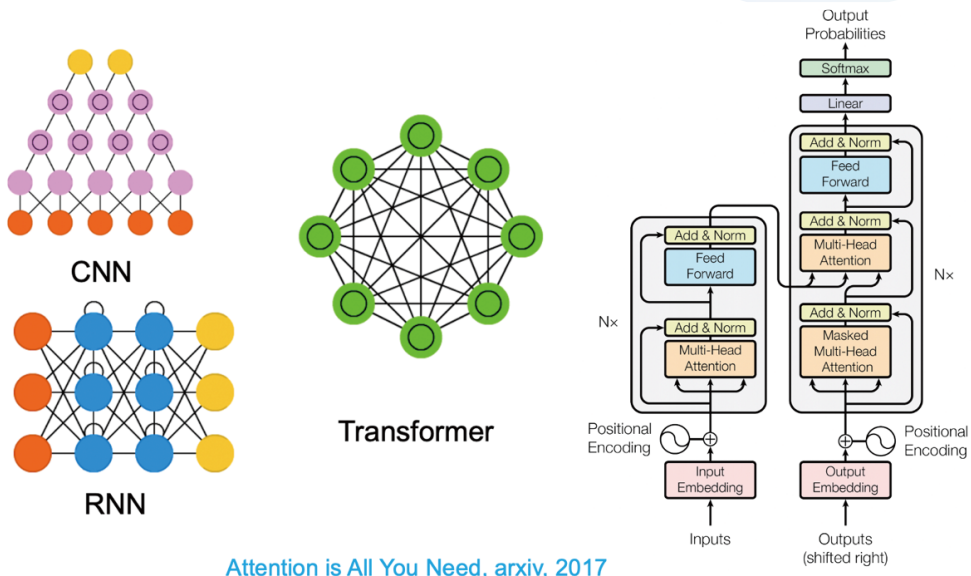 CNN
RNN
Transformer
Output
Probabilities
Softmax
Linear
Add & Norm
Feed
Forward
Add & Norm
Multi-Head
Attention
Add & Norm
Masked
Multi-Head
Attention
Nx
Add & Norm
Feed
Forward
Add & Norm
Multi-Head
Attention
Nx
Positional
Encoding
Positional
Encoding
Input
Embedding
Output
Embedding
Inputs
Outputs
(shifted right)
Attention is All You Need. arxiv. 2017